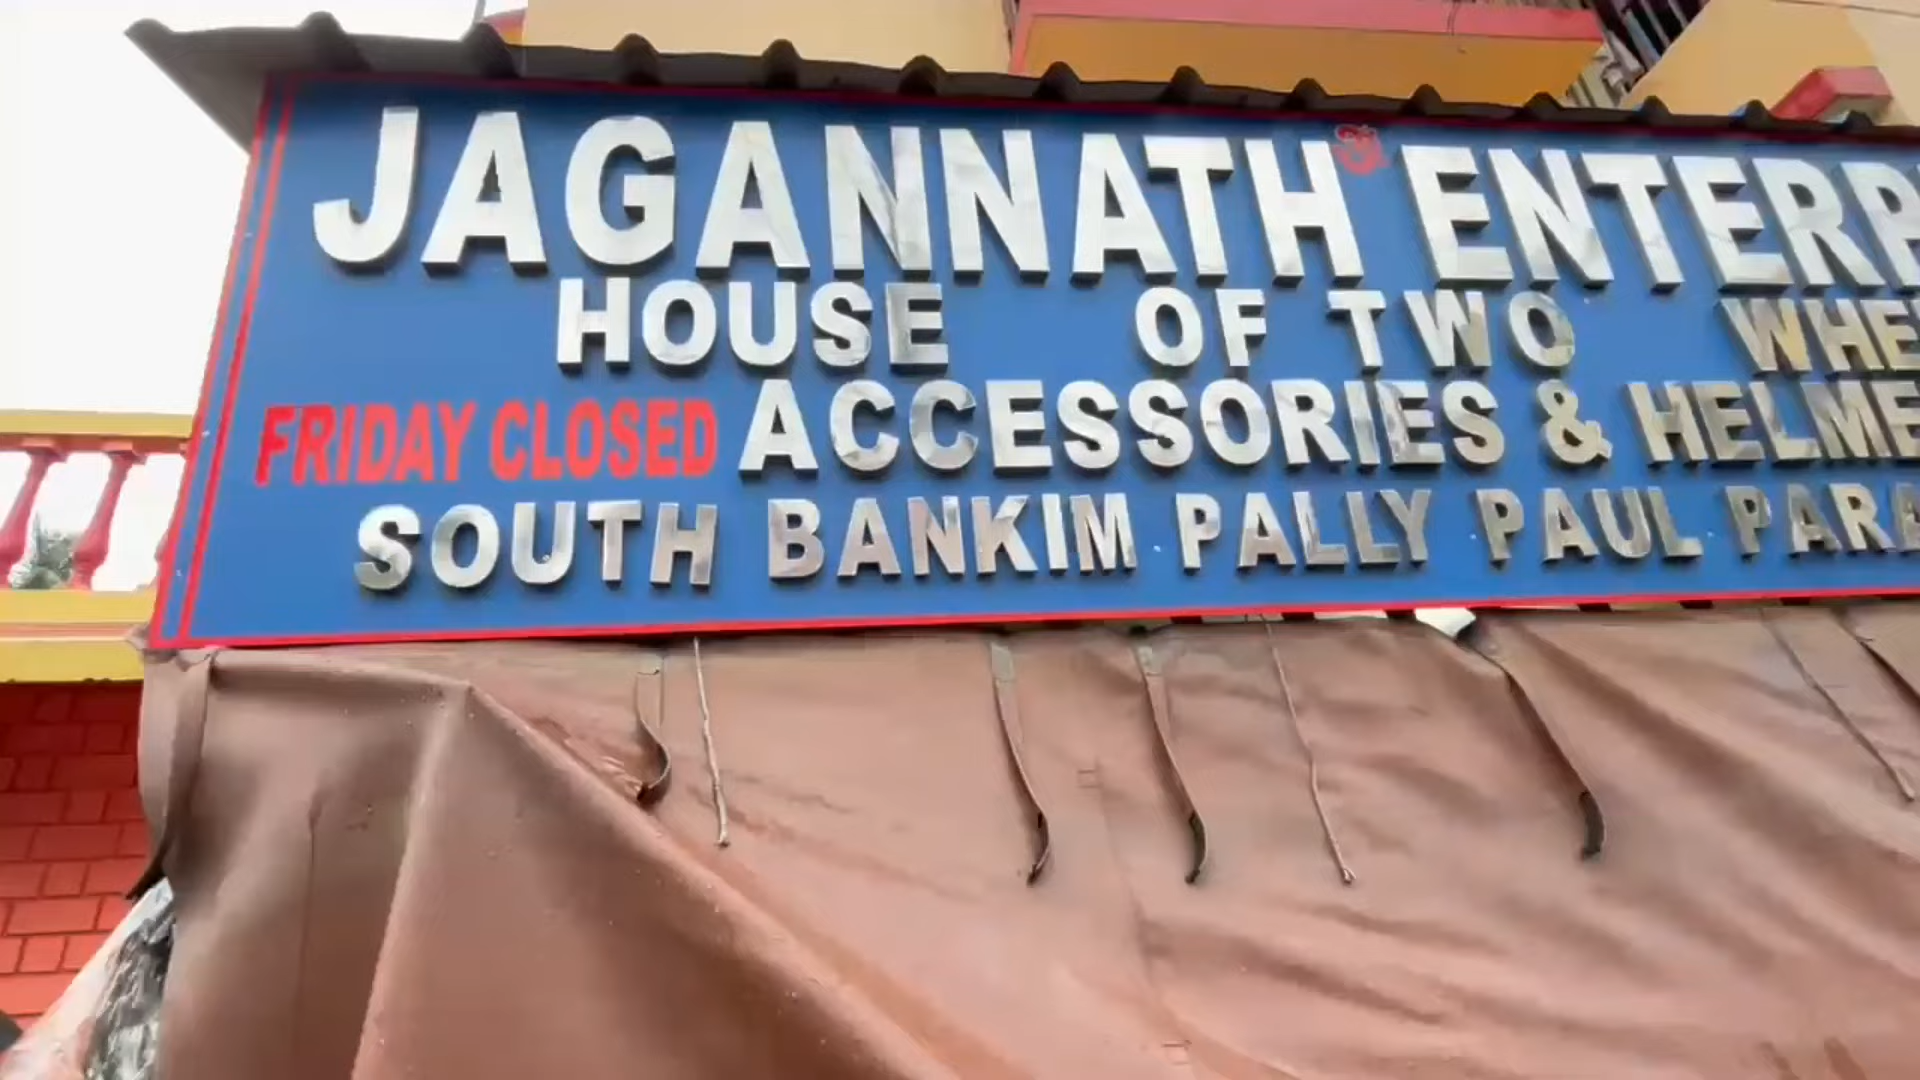 JAGANNATH ENTERP
HOUSE OF TWO WHE
FRIDAY CLOSED ACCESSORIES & HELME
SOUTH BANKIM PALLY PAUL PARA